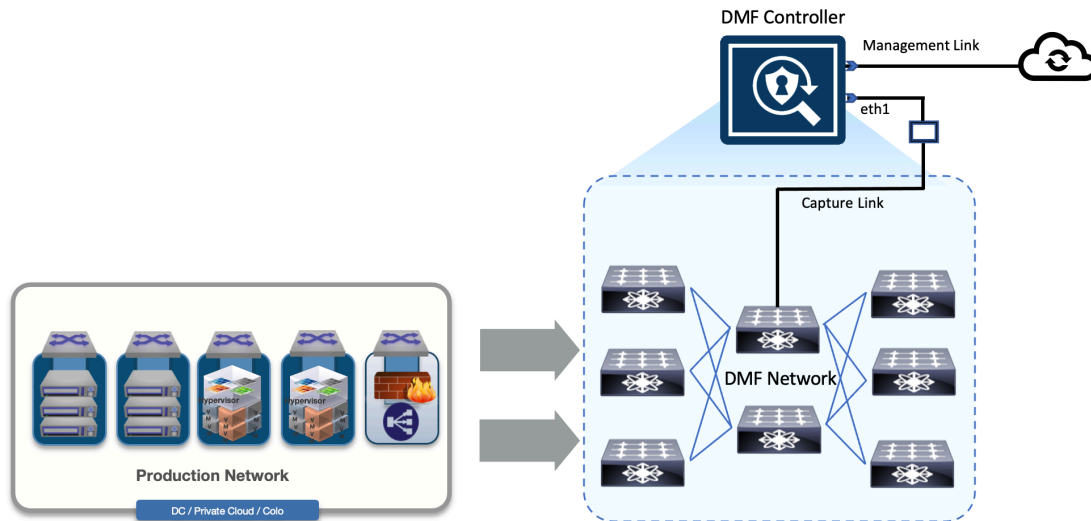 DMF Controller
Management Link
eth1
Capture Link
DMF Network
ypervisor
V
M
V
M
V
V
ypervisor
V
M
V
M
V
V
Production Network
DC / Private Cloud / Colo